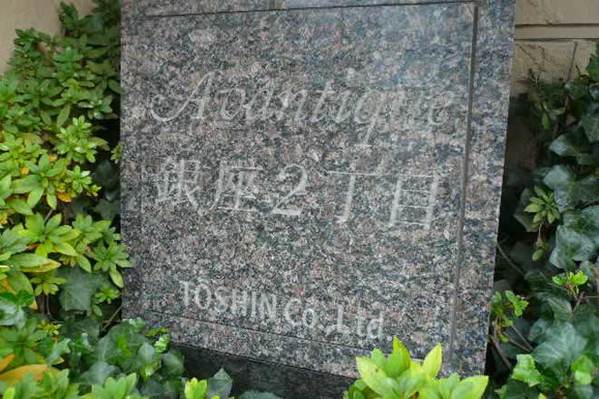 Avantique
銀座2丁目
TOSHIN Co.,Ltd